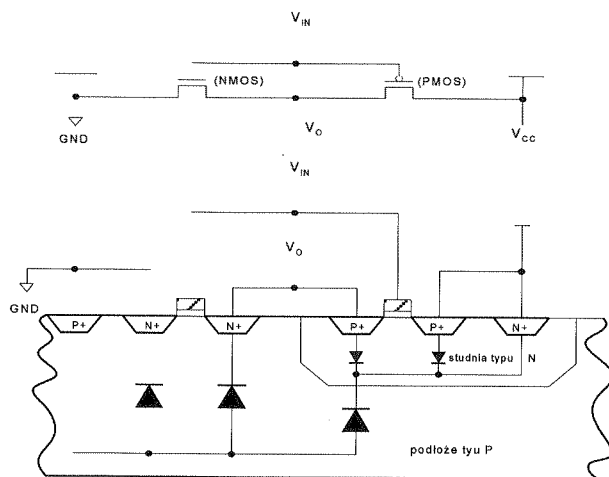 V_IN
(NMOS)
(PMOS)
GND
V_O
V_CC
V_IN
V_O
GND
P+
N+
N+
P+
P+
N+
studnia typu N
podłoże tyu P